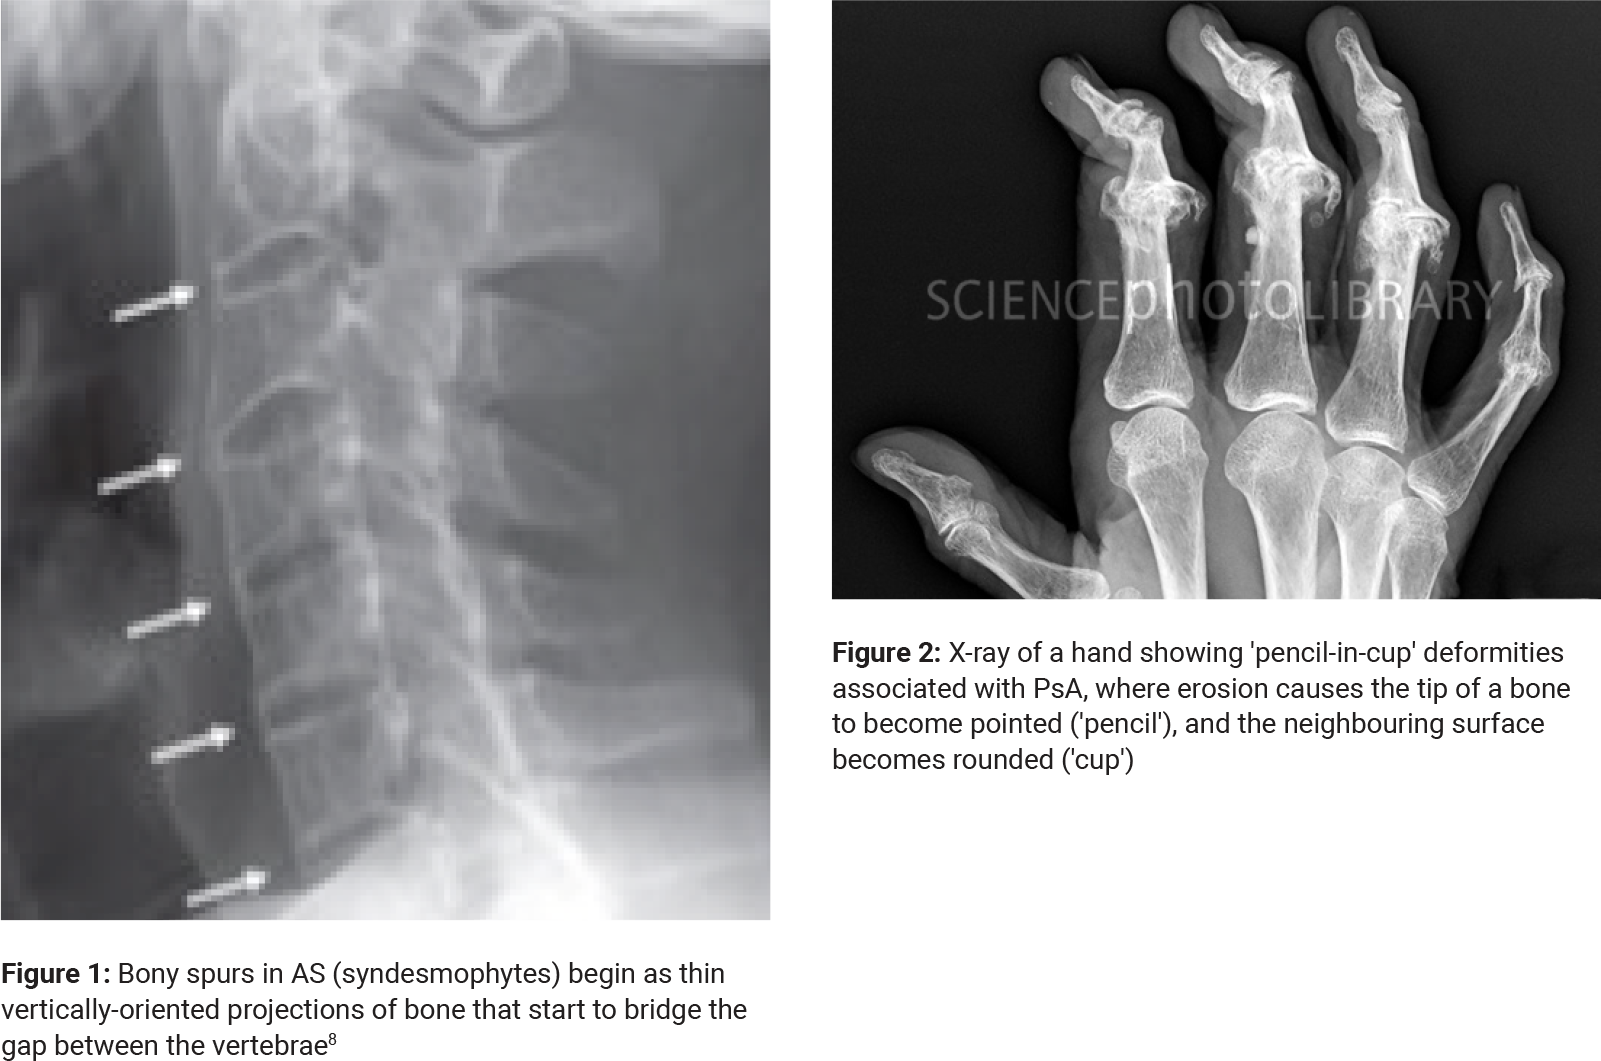 SCIENCEphotoLIBRARY
Figure 2: X-ray of a hand showing 'pencil-in-cup' deformities
associated with PsA, where erosion causes the tip of a bone
to become pointed ('pencil'), and the neighbouring surface
becomes rounded ('cup')
Figure 1: Bony spurs in AS (syndesmophytes) begin as thin
vertically-oriented projections of bone that start to bridge the
gap between the vertebrae⁸